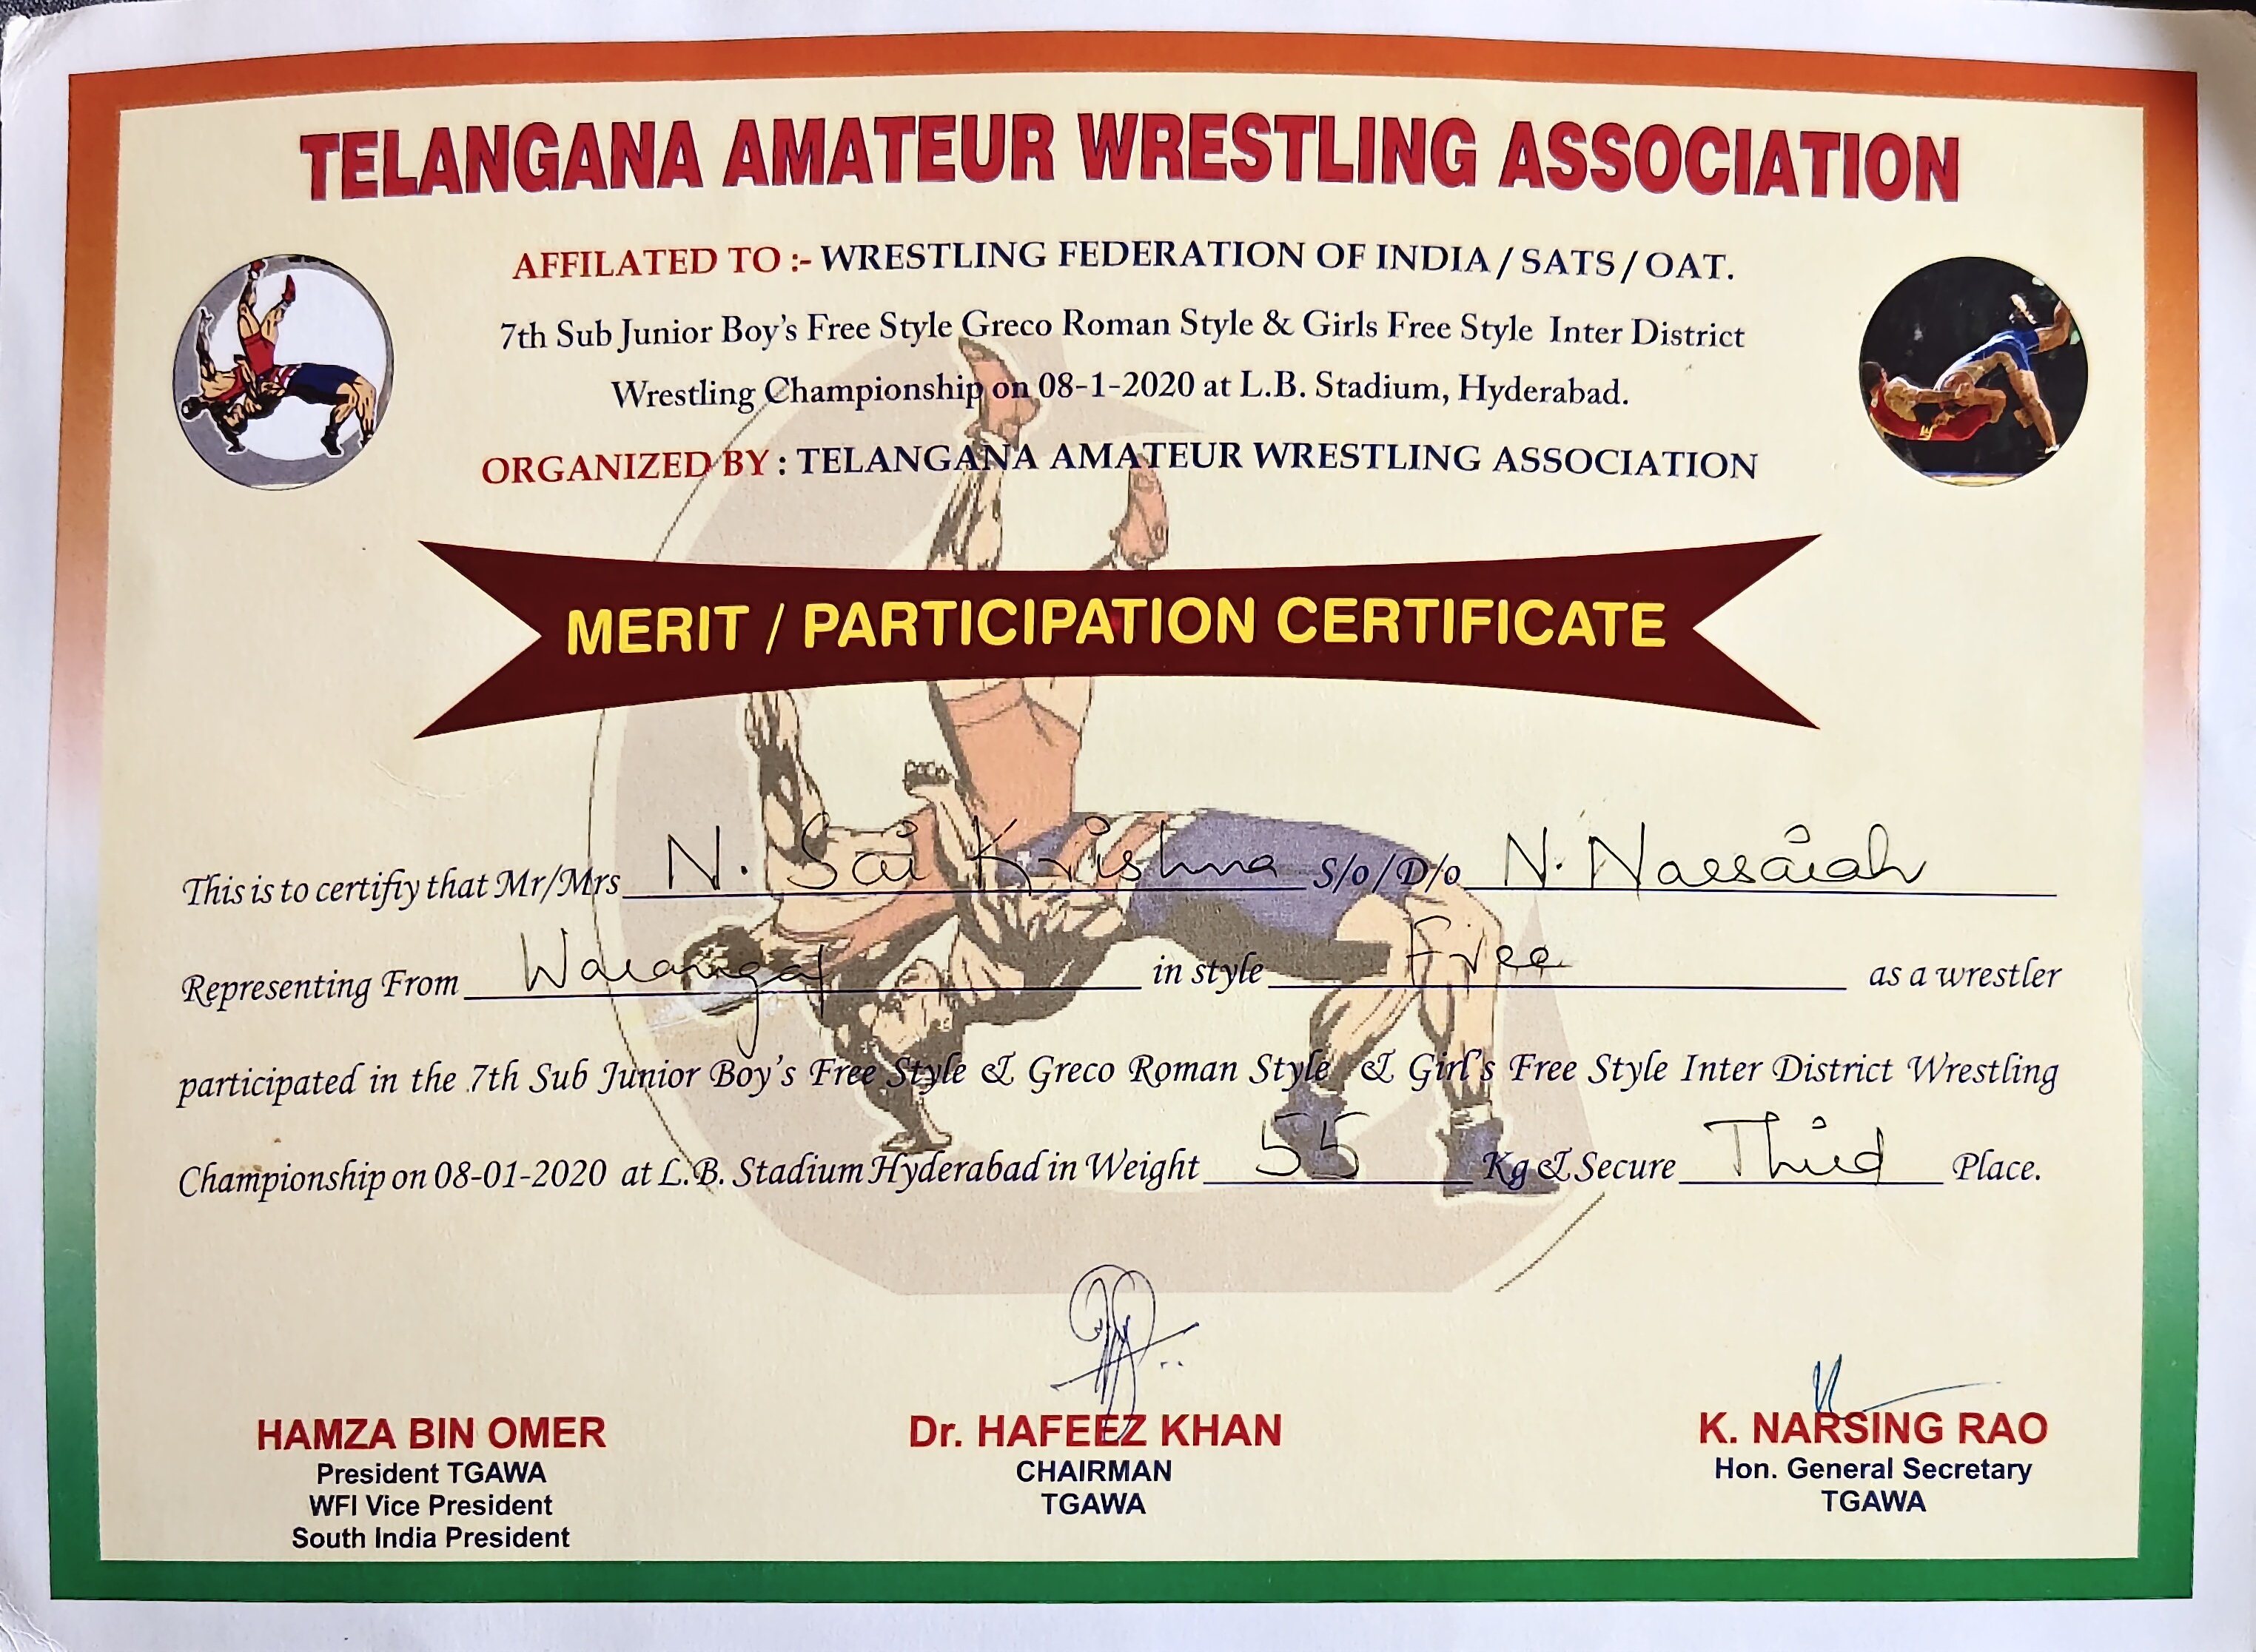 TELANGANA AMATEUR WRESTLING ASSOCIATION
AFFILATED TO :- WRESTLING FEDERATION OF INDIA / SATS / OAT.
7th Sub Junior Boy's Free Style Greco Roman Style & Girls Free Style Inter District
Wrestling Championship on 08-1-2020 at L.B. Stadium, Hyderabad.
ORGANIZED BY : TELANGANA AMATEUR WRESTLING ASSOCIATION
MERIT / PARTICIPATION CERTIFICATE
This is to certifiy that Mr/Mrs N. Sai Krishna S/o/D/o N. Narsaiah
Representing From Warangal in style Free as a wrestler
participated in the 7th Sub Junior Boy's Free Style & Greco Roman Style & Girl's Free Style Inter District Wrestling
Championship on 08-01-2020 at L.B. Stadium Hyderabad in Weight 55 Kg & Secure Third Place.
HAMZA BIN OMER
President TGAWA
WFI Vice President
South India President
Dr. HAFEEZ KHAN
CHAIRMAN
TGAWA
K. NARSING RAO
Hon. General Secretary
TGAWA